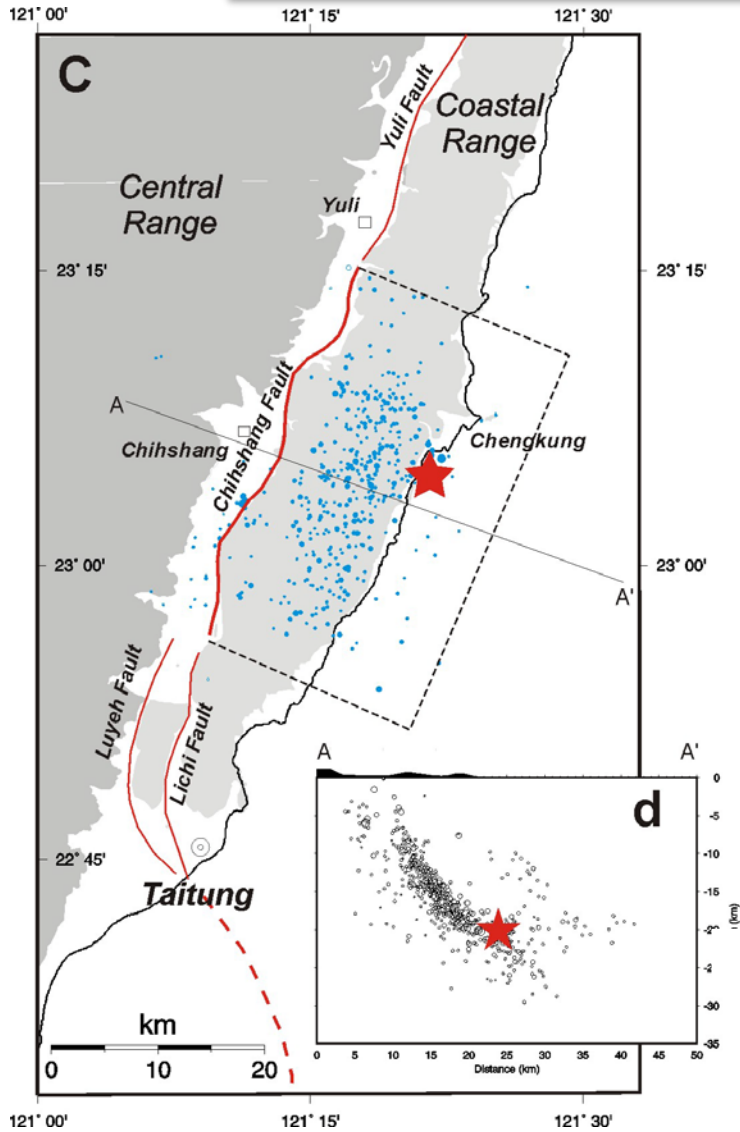 121° 00'
121° 15'
121° 30'
C
Yuli Fault
Coastal
Range
Central
Range
Yuli
23° 15'
23° 15'
A
Chihshang Fault
Chihshang
Chengkung
23° 00'
23° 00'
A'
Luyeh Fault
Lichi Fault
A
A'
d
0
-5
-10
-15
-30
-35
(km)
22° 45'
Taitung
km
0
10
20
0
5
10
15
20
25
30
35
40
45
50
Distance (km)
121° 00'
121° 15'
121° 30'